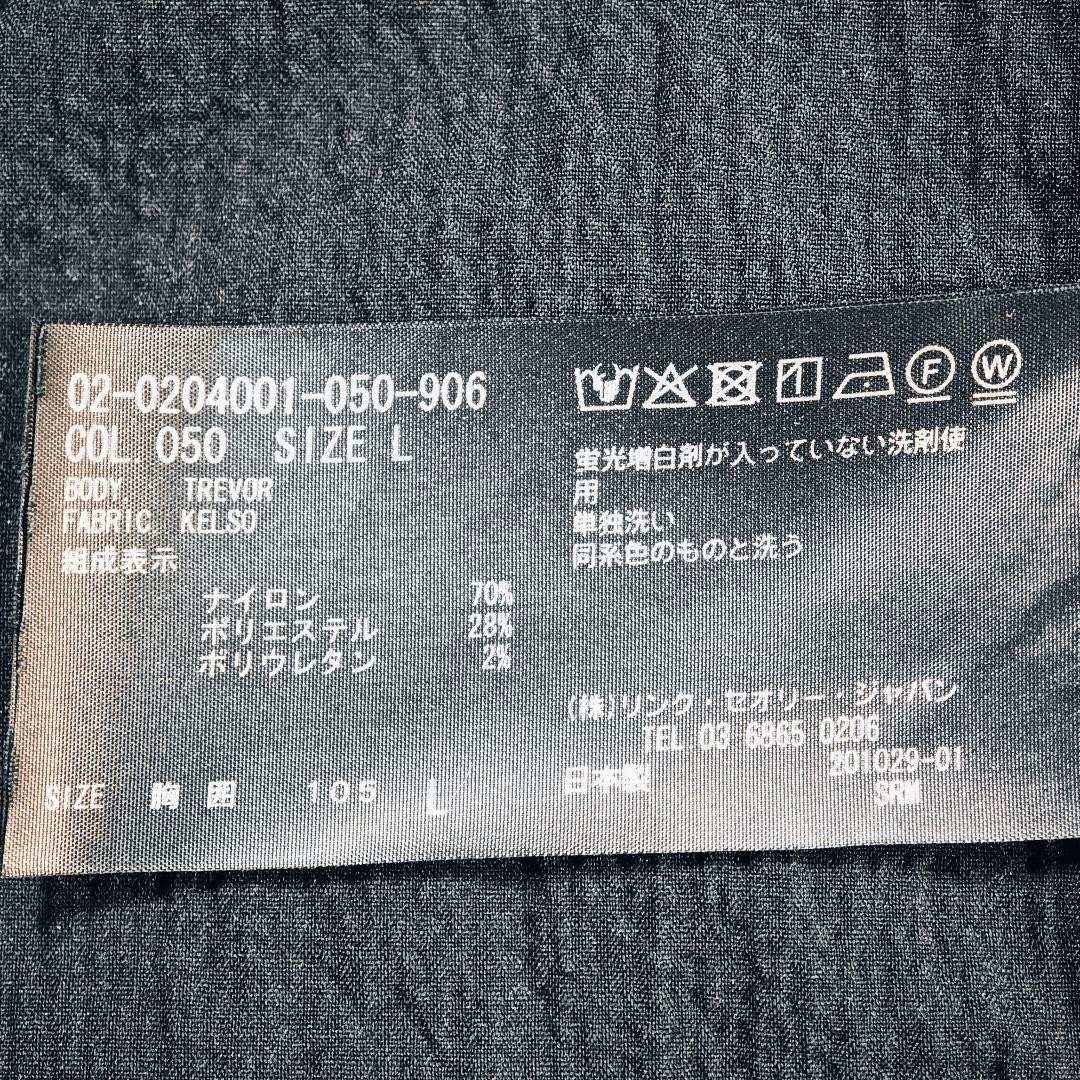 02-0204001-050-906
COL. 050 SIZE L
BODY TREVOR
FABRIC KELSO
組成表示
ナイロン 70%
ポリエステル 28%
ポリウレタン 2%
SIZE 胸囲 105 L
F W
蛍光増白剤が入っていない洗剤使
用
単独洗い
同系色のものと洗う
(株)リンク・セオリー・ジャパン
TEL 03 6865 0206
201029-01
日本製 SRM